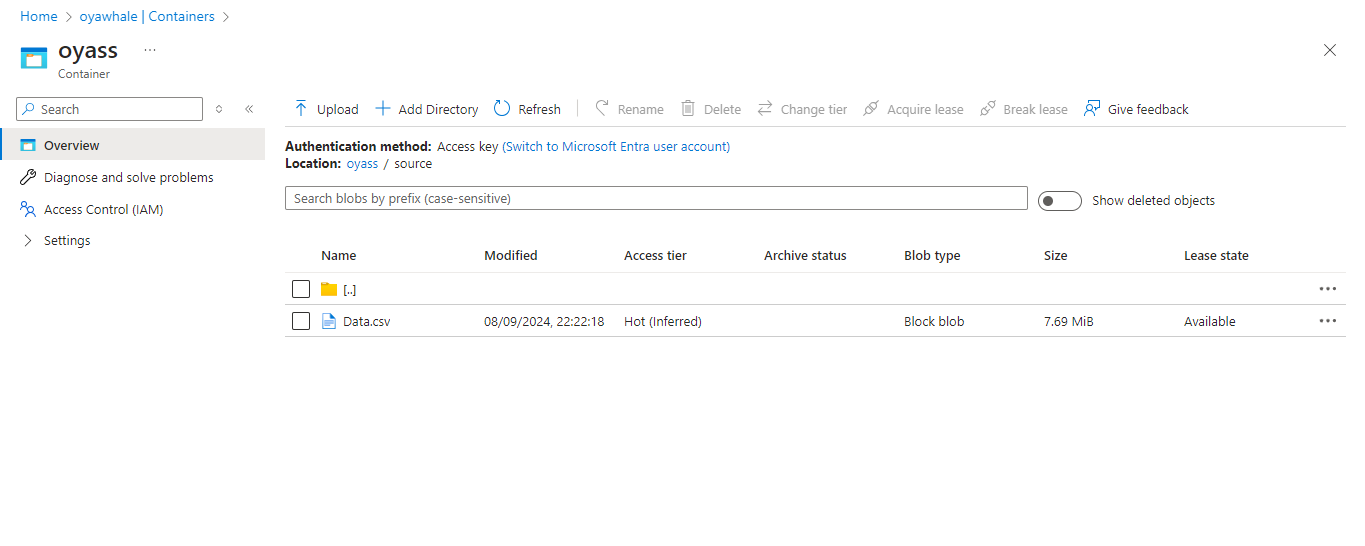 Home > oyawhale | Containers >
oyass ...
Container
Search
Overview
Diagnose and solve problems
Access Control (IAM)
Settings
Upload Add Directory Refresh Rename Delete Change tier Acquire lease Break lease Give feedback
Authentication method: Access key (Switch to Microsoft Entra user account)
Location: oyass / source
Search blobs by prefix (case-sensitive) Show deleted objects
Name Modified Access tier Archive status Blob type Size Lease state
[..] ...
Data.csv 08/09/2024, 22:22:18 Hot (Inferred) Block blob 7.69 MiB Available ...